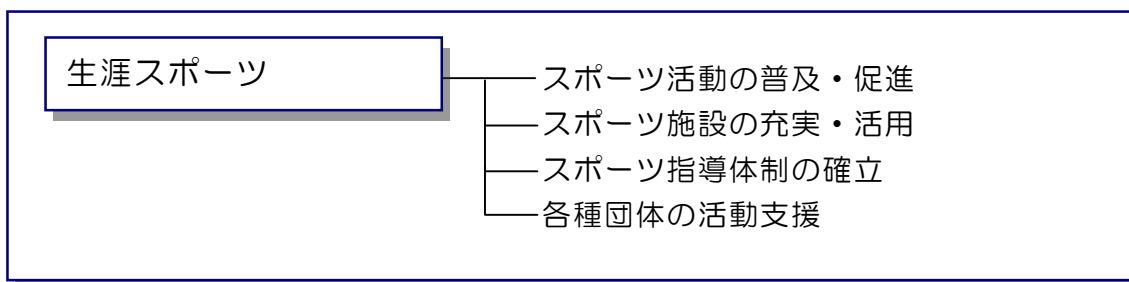 生涯スポーツ
スポーツ活動の普及・促進
スポーツ施設の充実・活用
スポーツ指導体制の確立
各種団体の活動支援